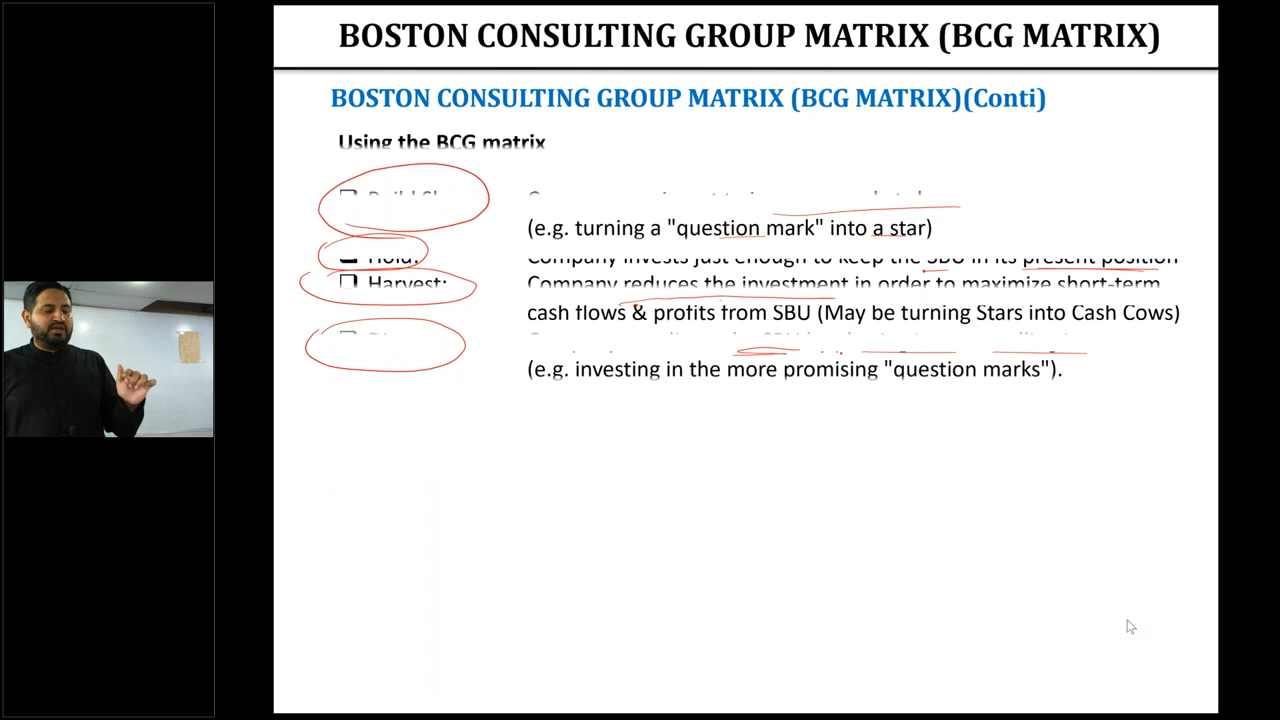 BOSTON CONSULTING GROUP MATRIX (BCG MATRIX)
BOSTON CONSULTING GROUP MATRIX (BCG MATRIX)(Conti)
Using the BCG matrix
(e.g. turning a "question mark" into a star)
Hold: Company invests just enough to keep the SBU in its present position
Harvest: Company reduces the investment in order to maximize short-term
cash flows & profits from SBU (May be turning Stars into Cash Cows)
(e.g. investing in the more promising "question marks").